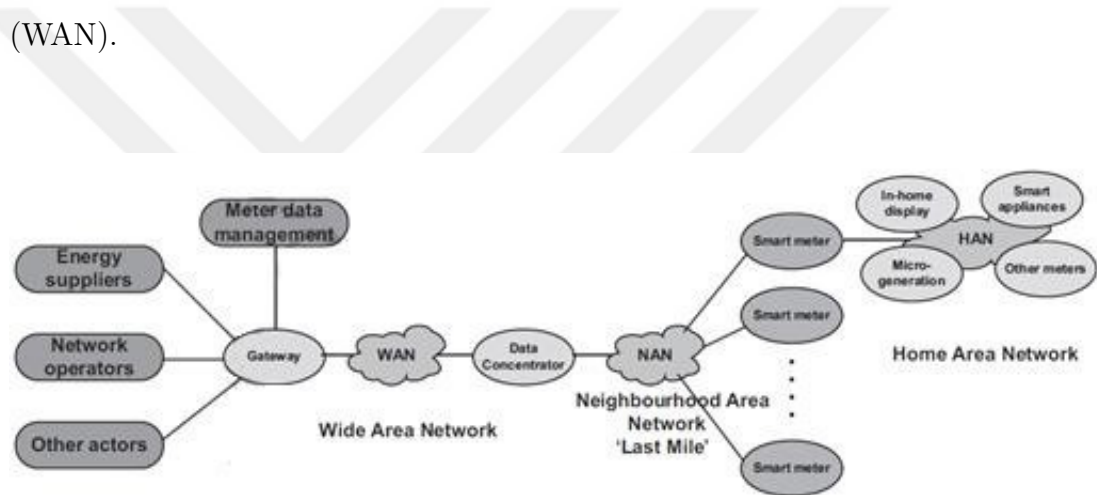 (WAN).
Meter data
management
Energy
suppliers
Network
operators
Other actors
Gateway
WAN
Wide Area Network
Data
Concentrator
NAN
Neighbourhood Area
Network
'Last Mile'
Smart meter
Smart meter
Smart meter
In-home
display
Smart
appliances
HAN
Micro-
generation
Other meters
Home Area Network